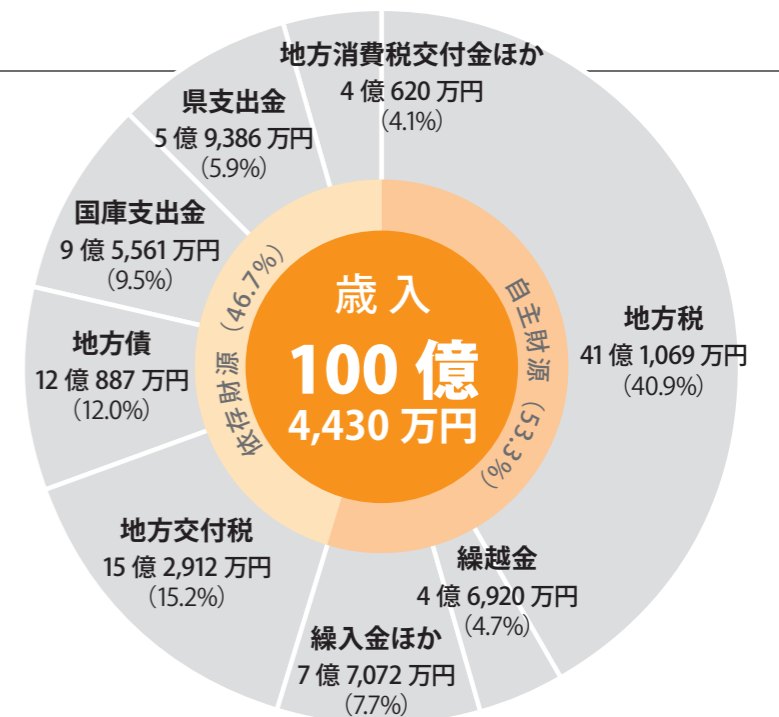 地方消費税交付金ほか
4 億 620 万円
（4.1%）
県支出金
5 億 9,386 万円
（5.9%）
国庫支出金
9 億 5,561 万円
（9.5%）
地方債
12 億 887 万円
（12.0%）
地方交付税
15 億 2,912 万円
（15.2%）
繰入金ほか
7 億 7,072 万円
（7.7%）
繰越金
4 億 6,920 万円
（4.7%）
地方税
41 億 1,069 万円
（40.9%）
依存財源（46.7%）
自主財源（53.3%）
歳入
100 億
4,430 万円